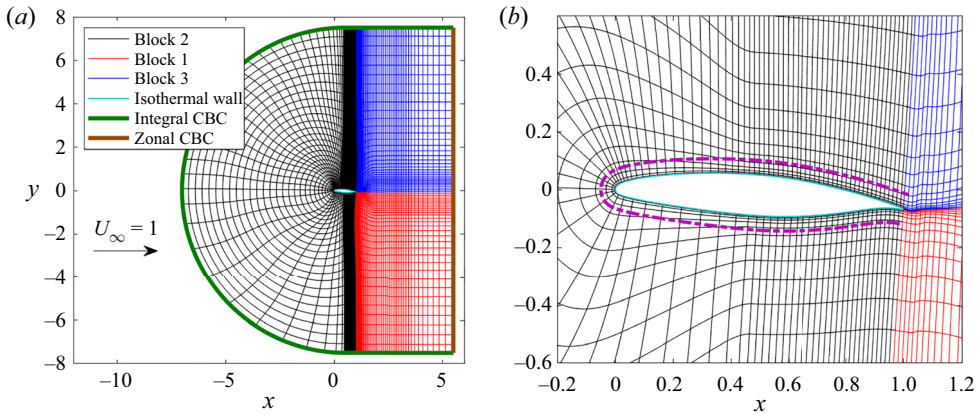 (a)
8
6
4
2
y 0
−2
−4
−6
−8
Block 2
Block 1
Block 3
Isothermal wall
Integral CBC
Zonal CBC
U∞ = 1
−10 −5 0 5
x
(b)
0.4
0.2
0
−0.2
−0.4
−0.6
−0.2 0 0.2 0.4 0.6 0.8 1.0 1.2
x